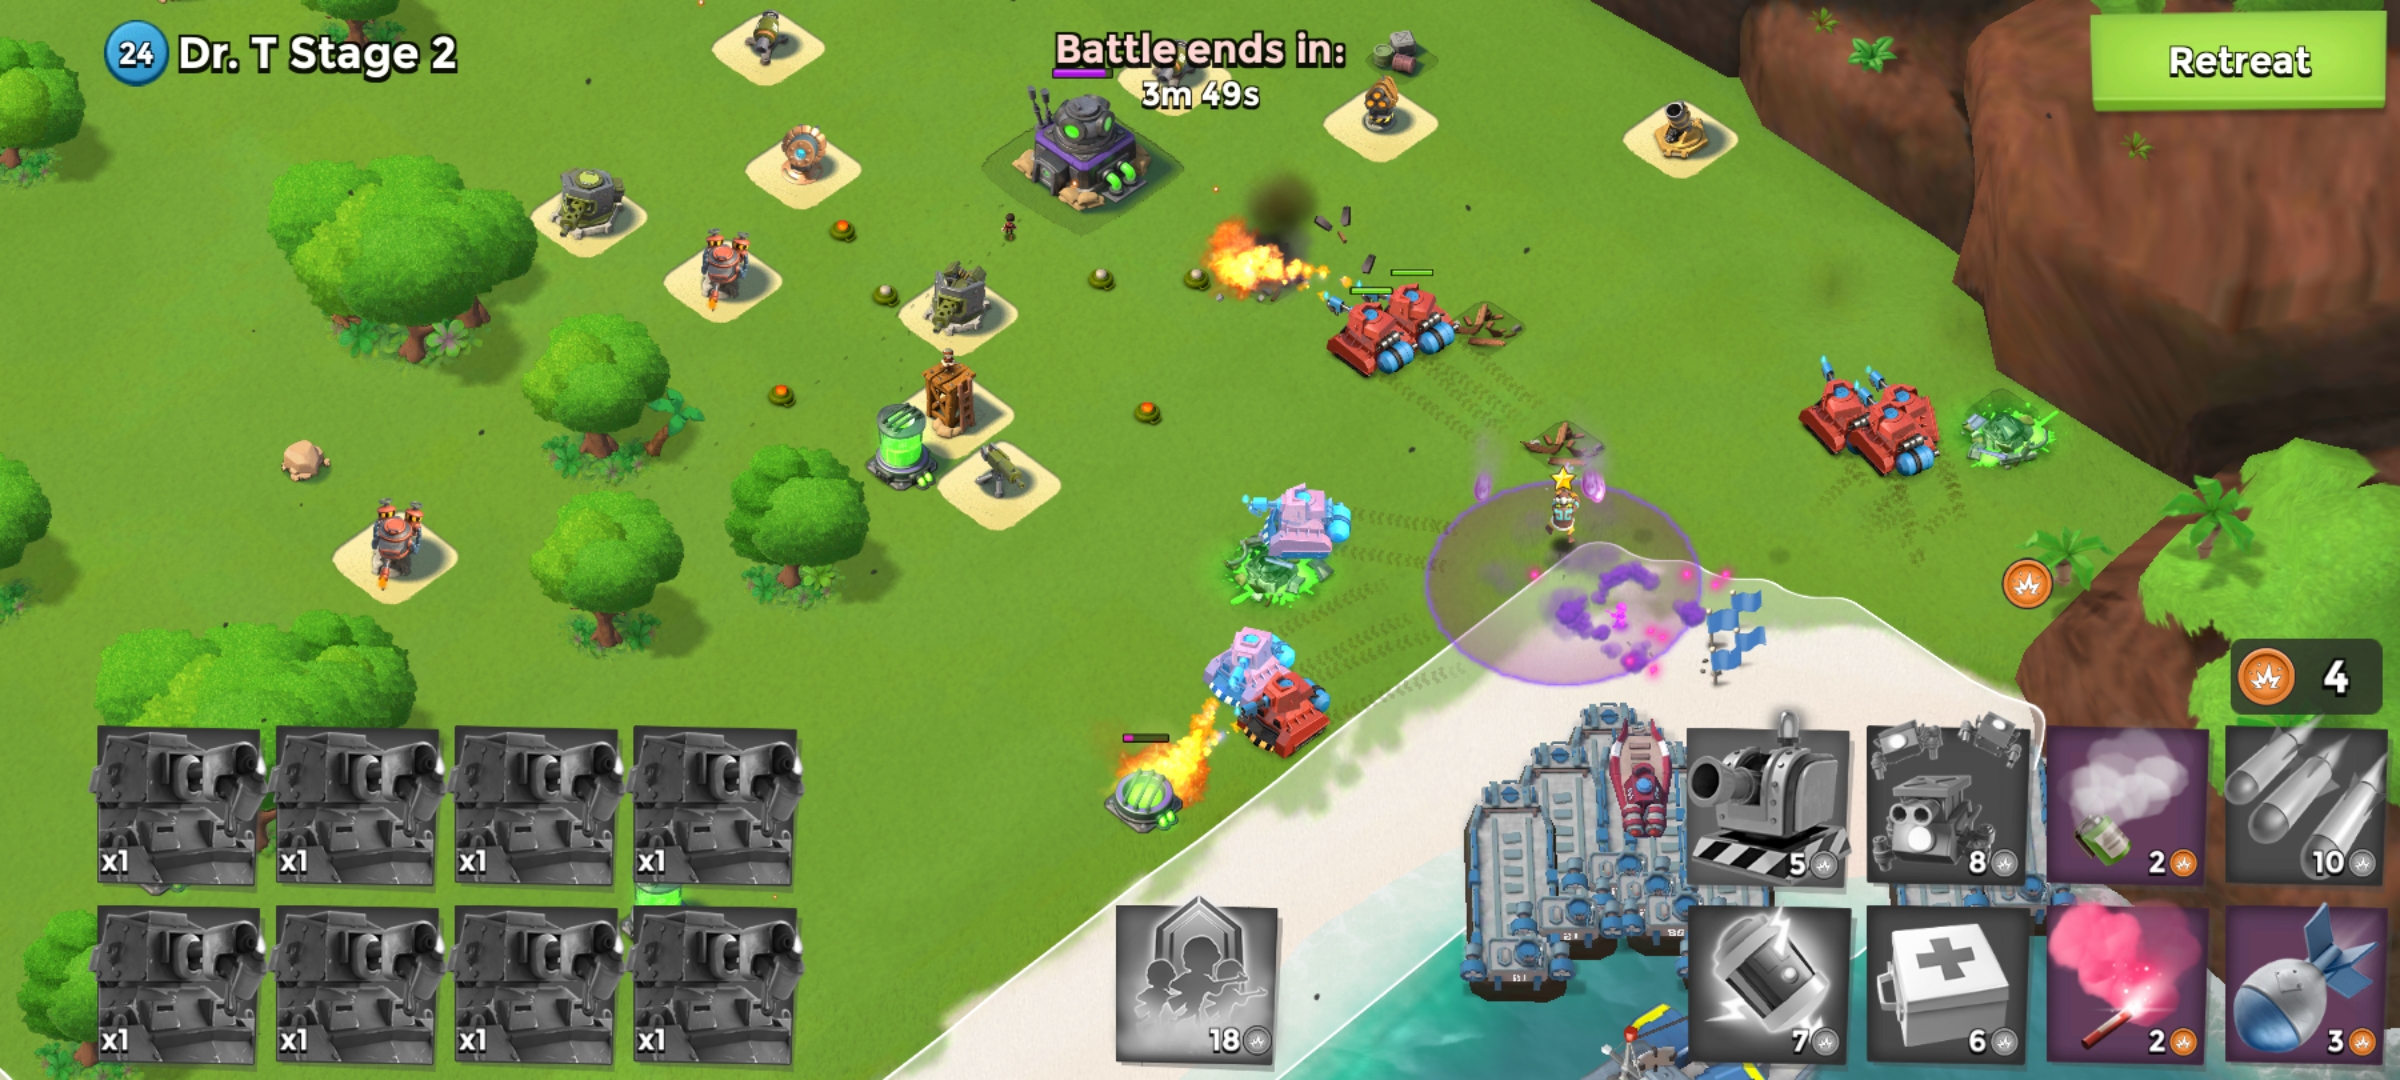 24 Dr. T Stage 2
Battle ends in:
3m 49s
Retreat
4
x1 x1 x1 x1
5 8 2 10
x1 x1 x1 x1
18 7 6 2 3